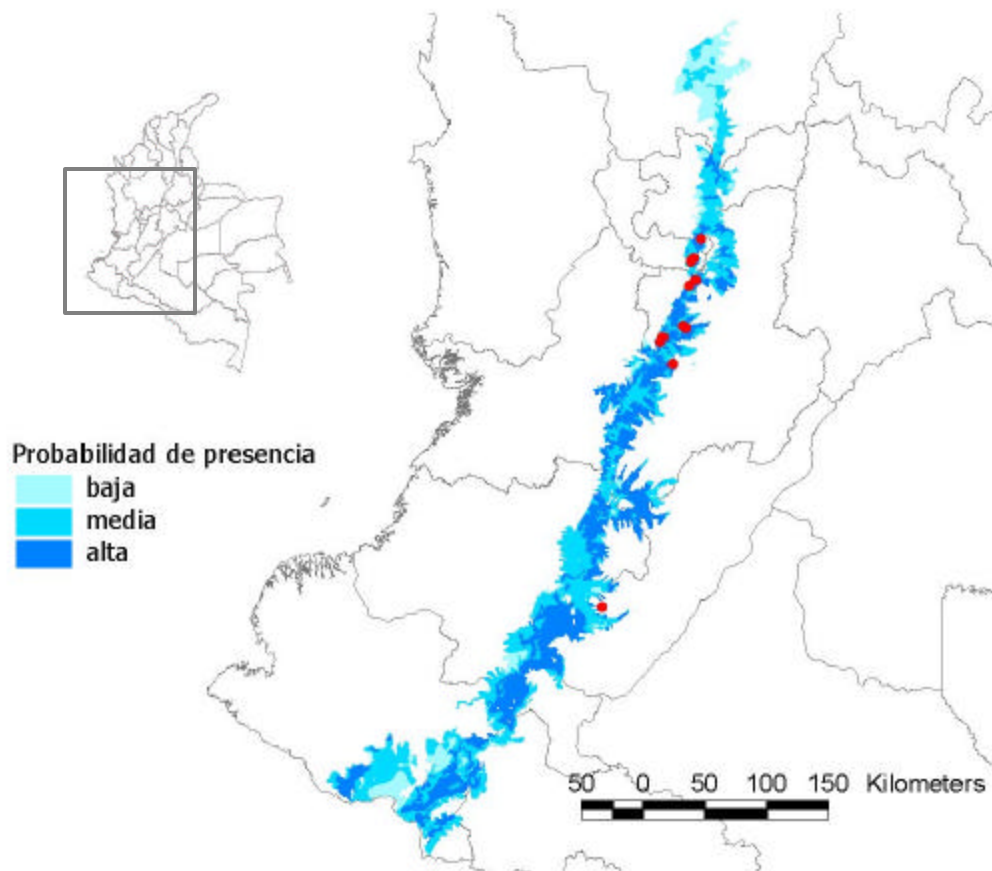 Probabilidad de presencia
baja
media
alta
50 0 50 100 150 Kilometers